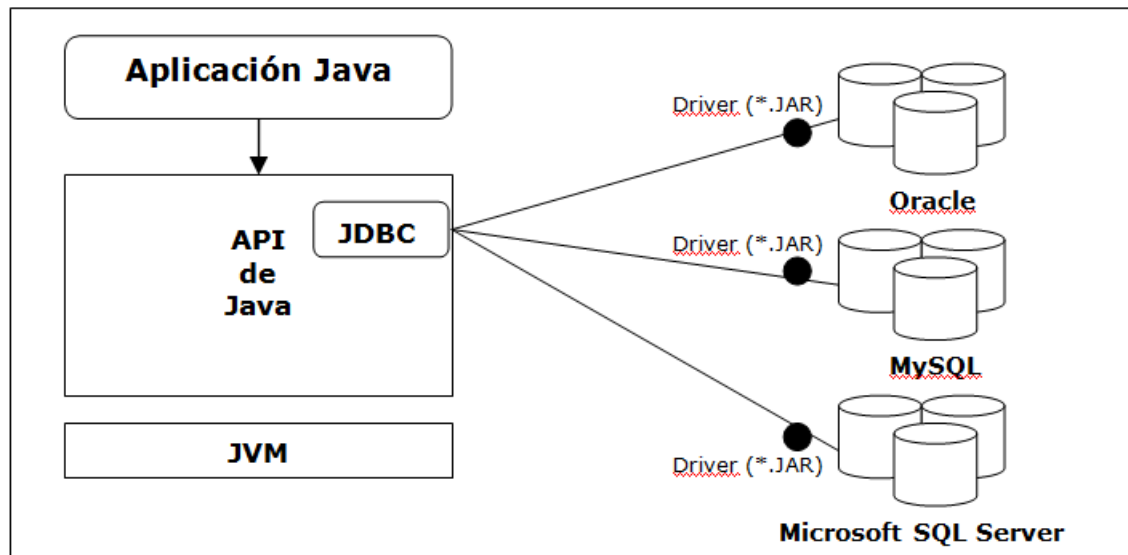 Aplicación Java
API
de
Java
JDBC
JVM
Driver (*.JAR)
Oracle
Driver (*.JAR)
MySQL
Driver (*.JAR)
Microsoft SQL Server